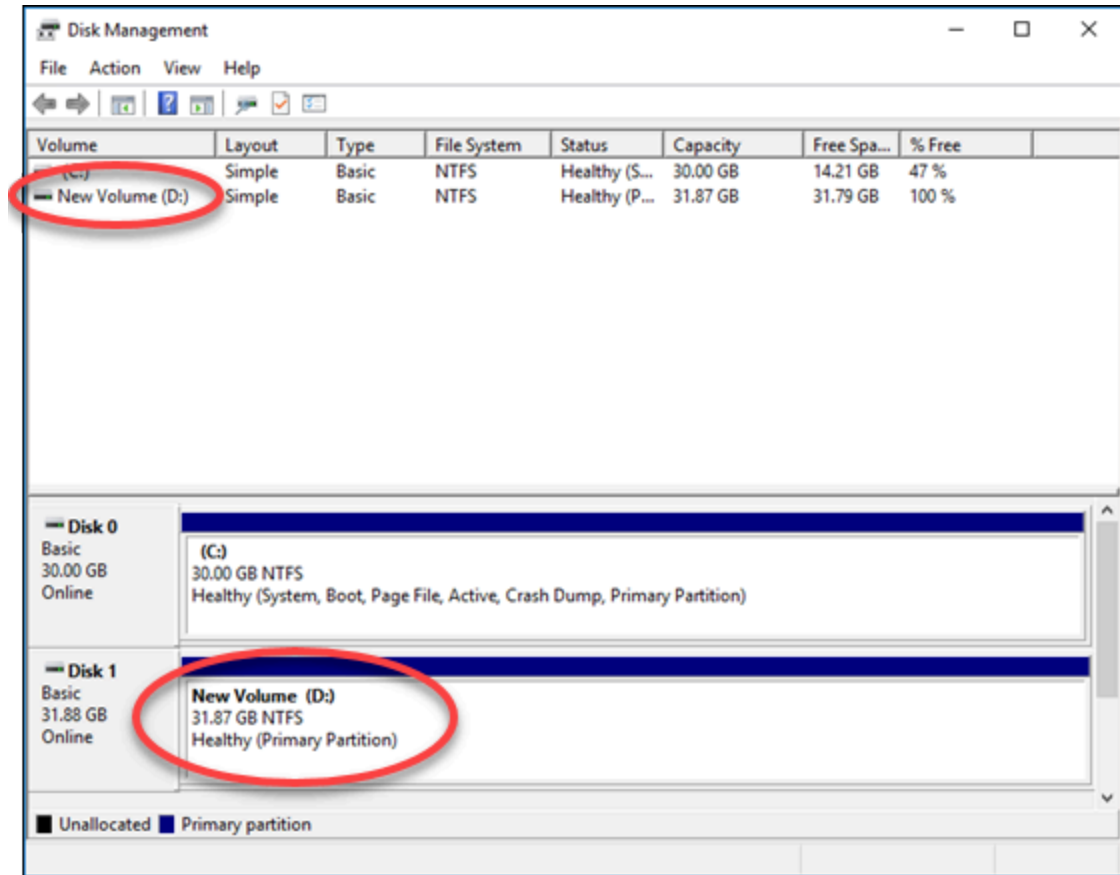 Disk Management
File Action View Help
Volume Layout Type File System Status Capacity Free Spa... % Free
(C:) Simple Basic NTFS Healthy (S... 30.00 GB 14.21 GB 47 %
New Volume (D:) Simple Basic NTFS Healthy (P... 31.87 GB 31.79 GB 100 %
Disk 0
Basic
30.00 GB
Online
(C:)
30.00 GB NTFS
Healthy (System, Boot, Page File, Active, Crash Dump, Primary Partition)
Disk 1
Basic
31.88 GB
Online
New Volume (D:)
31.87 GB NTFS
Healthy (Primary Partition)
Unallocated Primary partition